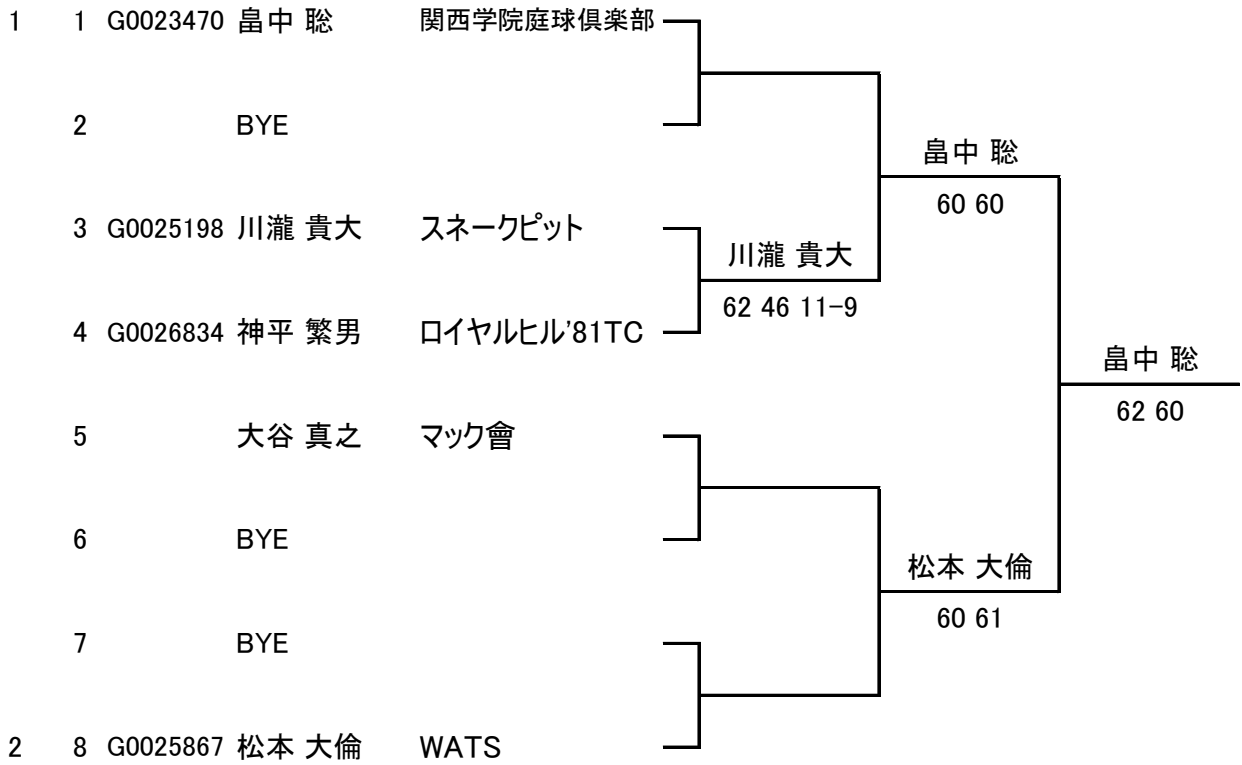 1 1 G0023470 畠中 聡 関西学院庭球倶楽部
2 BYE
畠中 聡
60 60
3 G0025198 川瀧 貴大 スネークピット
川瀧 貴大
62 46 11-9
4 G0026834 神平 繁男 ロイヤルヒル'81TC
畠中 聡
62 60
5 大谷 真之 マック會
6 BYE
松本 大倫
60 61
7 BYE
2 8 G0025867 松本 大倫 WATS